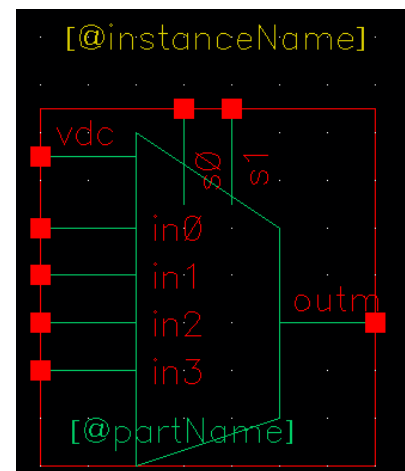 [@instanceName]
vdc
s0
s1
in0
in1
in2
outm
in3
[@partName]